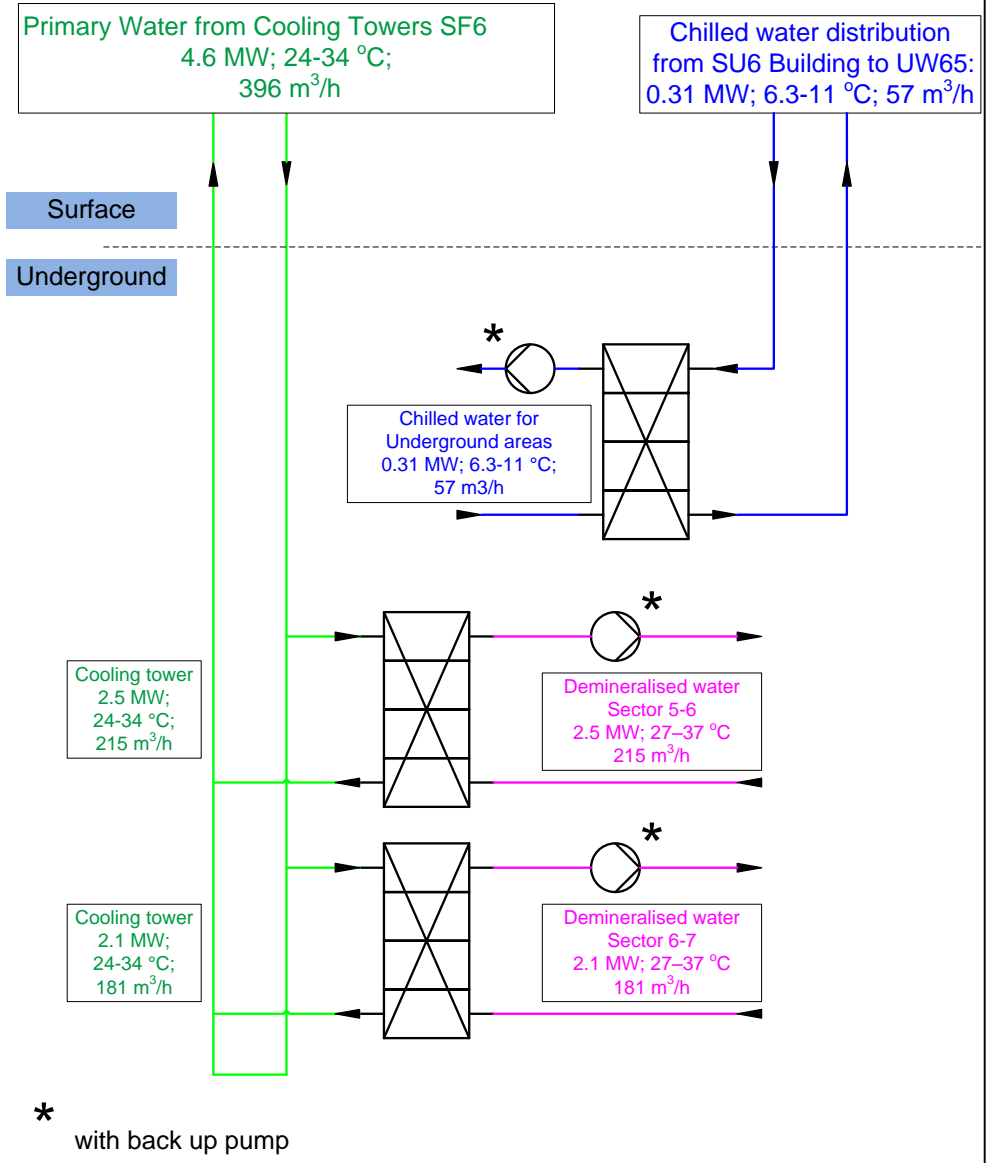 Primary Water from Cooling Towers SF6
4.6 MW; 24-34 °C;
396 m³/h
Chilled water distribution
from SU6 Building to UW65:
0.31 MW; 6.3-11 °C; 57 m³/h
Surface
Underground
*
Chilled water for
Underground areas
0.31 MW; 6.3-11 °C;
57 m3/h
*
Cooling tower
2.5 MW;
24-34 °C;
215 m³/h
Demineralised water
Sector 5-6
2.5 MW; 27–37 °C
215 m³/h
*
Cooling tower
2.1 MW;
24-34 °C;
181 m³/h
Demineralised water
Sector 6-7
2.1 MW; 27–37 °C
181 m³/h
*
with back up pump